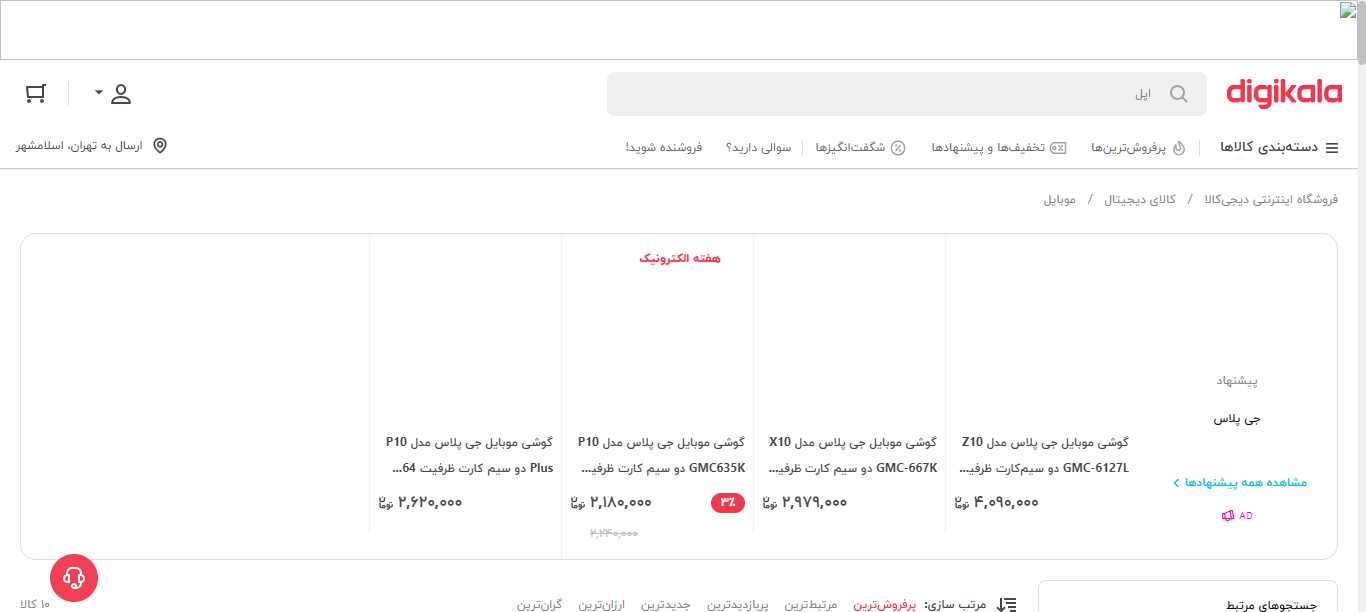 digikala
اپل
دسته‌بندی کالاها
پرفروش‌ترین‌ها
تخفیف‌ها و پیشنهادها
شگفت‌انگیزها
سوالی دارید؟
فروشنده شوید!
ارسال به تهران، اسلامشهر
فروشگاه اینترنتی دیجی‌کالا / کالای دیجیتال / موبایل
پیشنهاد
جی پلاس
مشاهده همه پیشنهادها
AD
گوشی موبایل جی پلاس مدل Z10
GMC-6127L دو سیم‌کارت ظرفی...
۴,۰۹۰,۰۰۰ تومان
گوشی موبایل جی پلاس مدل X10
GMC-667K دو سیم کارت ظرفیت...
۲,۹۷۹,۰۰۰ تومان
هفته الکترونیک
گوشی موبایل جی پلاس مدل P10
GMC635K دو سیم کارت ظرفی...
۳٪ ۲,۱۸۰,۰۰۰ تومان
۲,۲۴۰,۰۰۰
گوشی موبایل جی پلاس مدل P10
Plus دو سیم کارت ظرفیت 64...
۲,۶۲۰,۰۰۰ تومان
جستجوهای مرتبط
مرتب سازی: پرفروش‌ترین مرتبط‌ترین پربازدیدترین جدیدترین ارزان‌ترین گران‌ترین
۱۰ کالا